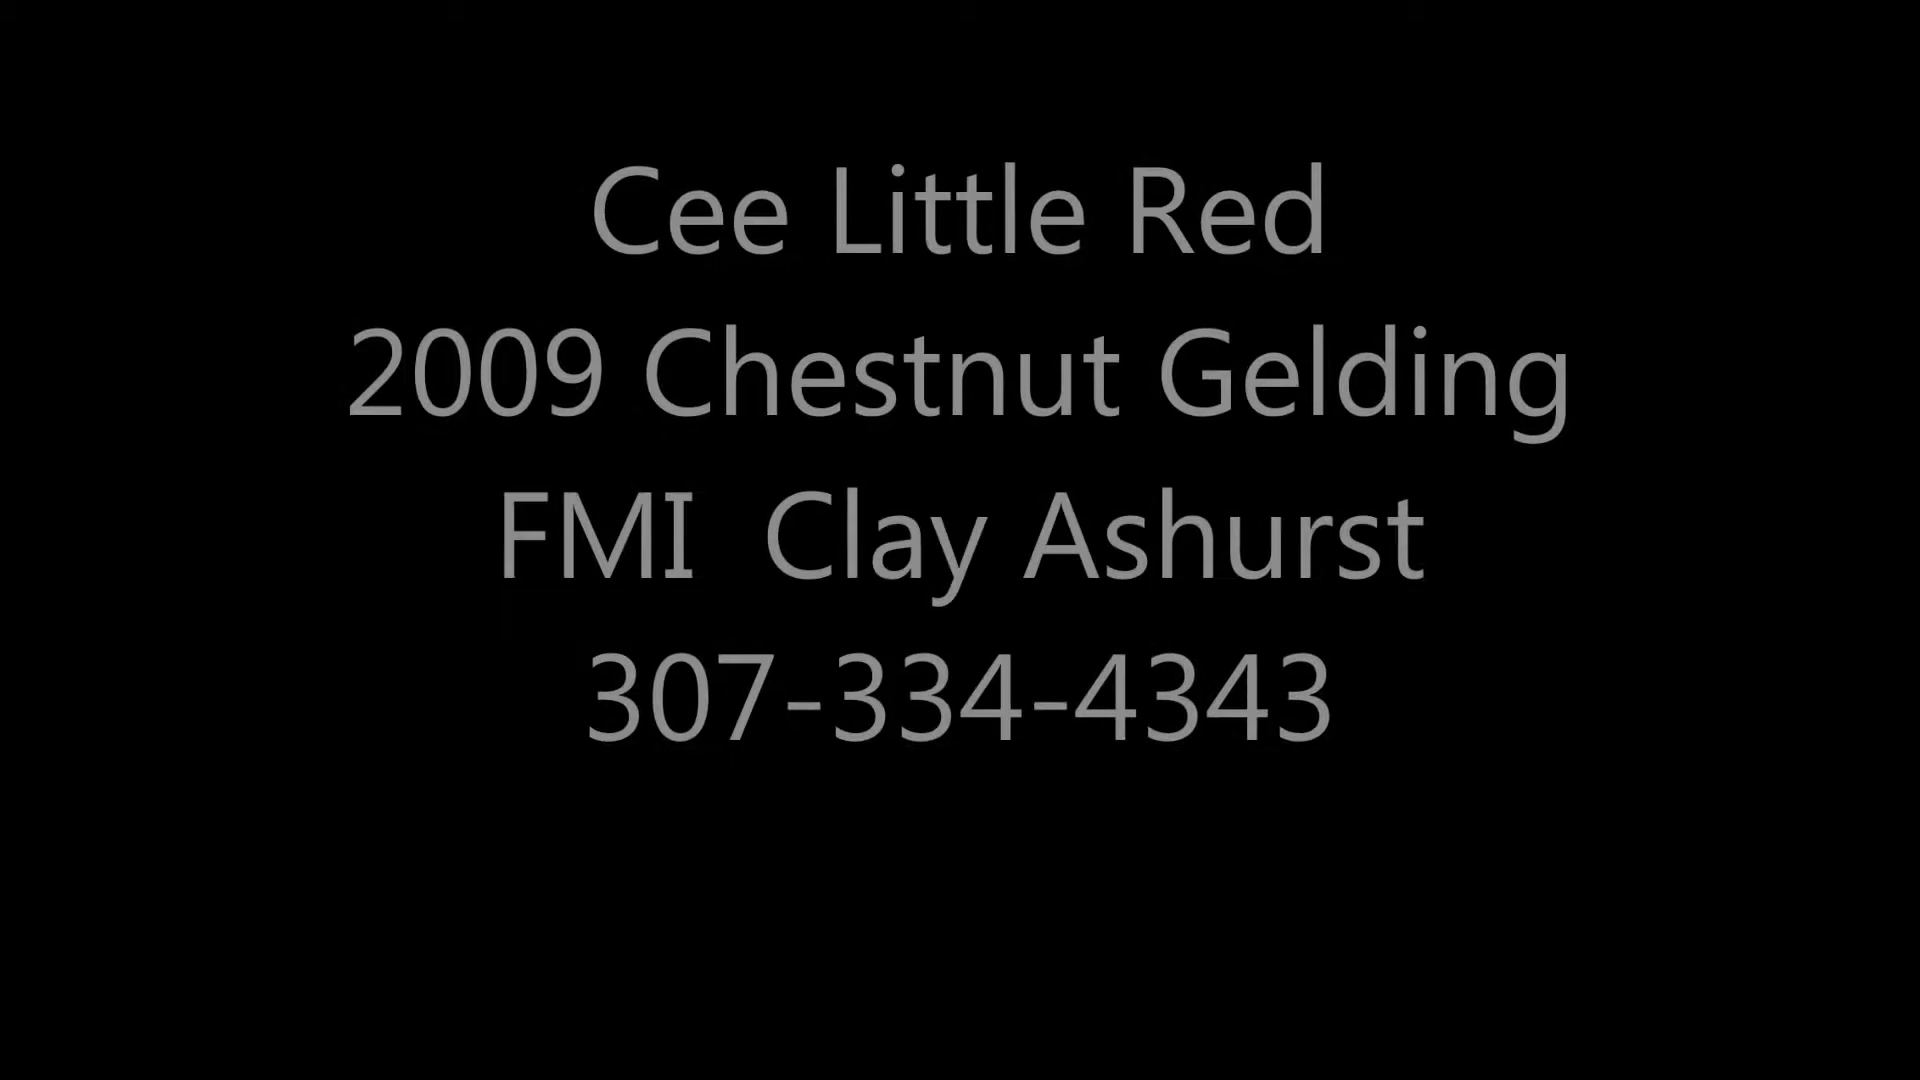 Cee Little Red
2009 Chestnut Gelding
FMI  Clay Ashurst
307-334-4343